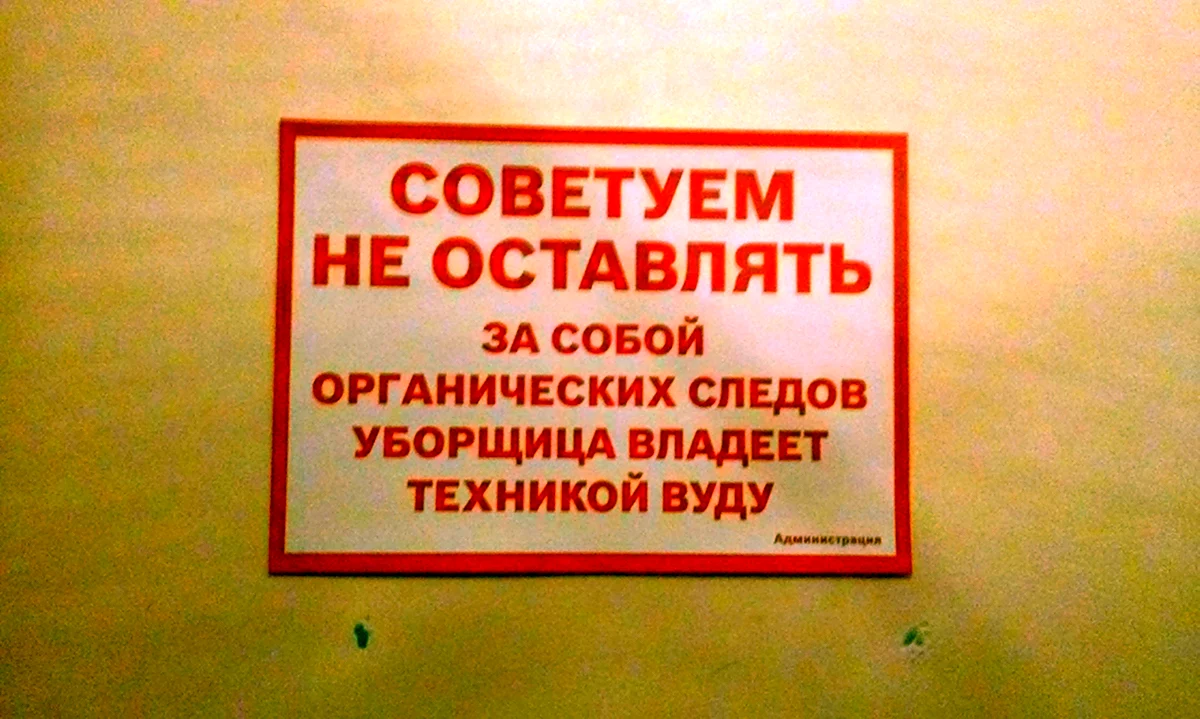 СОВЕТУЕМ
НЕ ОСТАВЛЯТЬ
ЗА СОБОЙ
ОРГАНИЧЕСКИХ СЛЕДОВ
УБОРЩИЦА ВЛАДЕЕТ
ТЕХНИКОЙ ВУДУ
Администрация